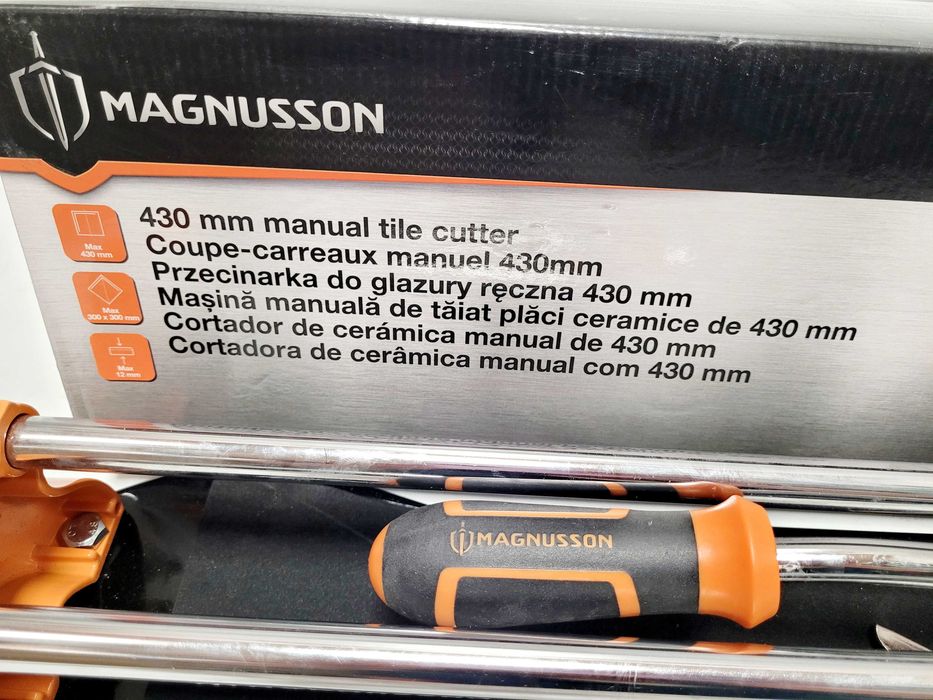 MAGNUSSON
430 mm manual tile cutter
Coupe-carreaux manuel 430mm
Przecinarka do glazury ręczna 430 mm
Mașină manuală de tăiat plăci ceramice de 430 mm
Cortador de cerámica manual de 430 mm
Cortadora de cerâmica manual com 430 mm
Max
430 mm
Max
300 x 300 mm
Max
12 mm
MAGNUSSON